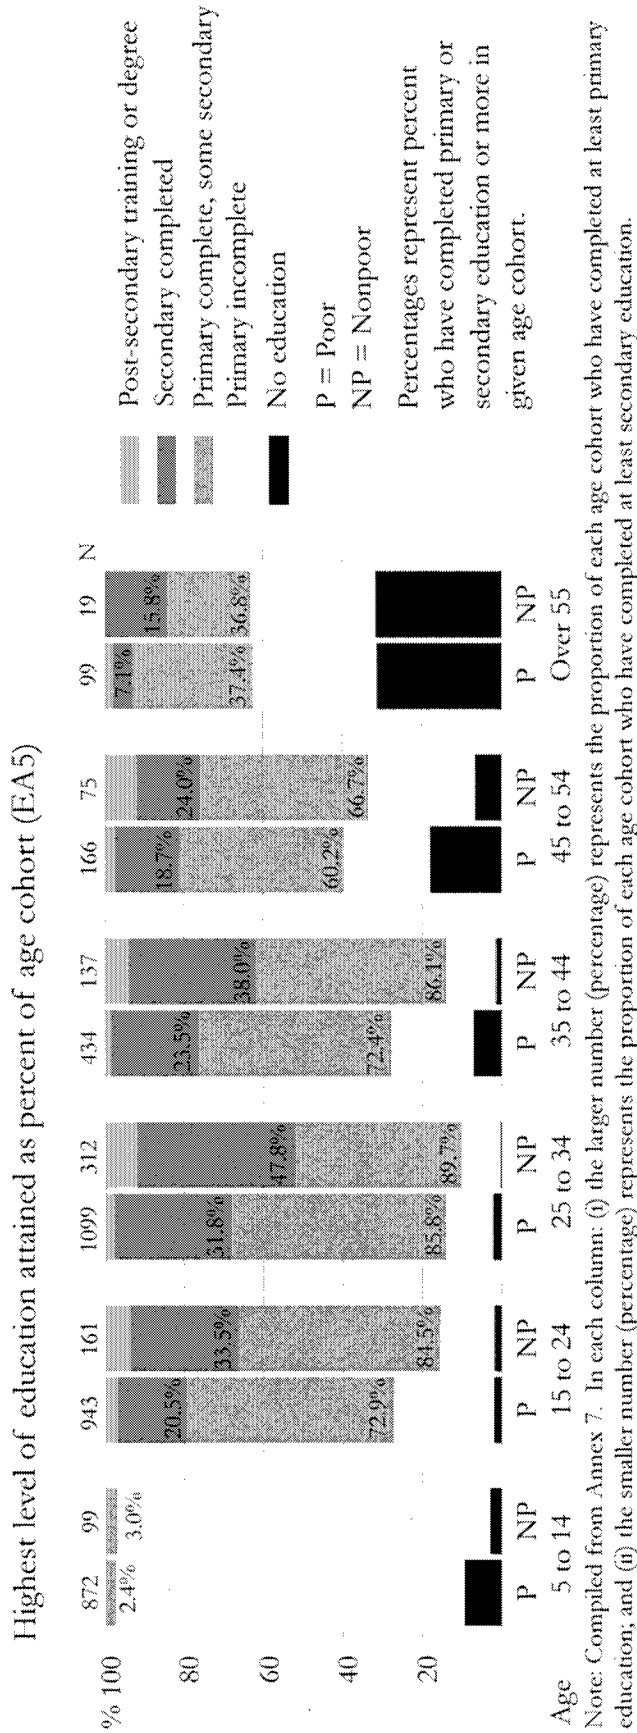 Highest level of education attained as percent of age cohort (EA5)
872 99 943 161 1099 312 434 137 166 75 99 19 N
% 100
80
60
40
20
2.4% 3.0%
20.5% 33.5% 31.8% 47.8% 23.5% 38.0% 18.7% 24.0% 7.1% 15.8%
72.9% 84.5% 85.8% 89.7% 72.4% 86.1% 60.2% 66.7% 37.4% 36.8%
P NP P NP P NP P NP P NP P NP
Age 5 to 14 15 to 24 25 to 34 35 to 44 45 to 54 Over 55
Post-secondary training or degree
Secondary completed
Primary complete, some secondary
Primary incomplete
No education
P = Poor
NP = Nonpoor
Percentages represent percent
who have completed primary or
secondary education or more in
given age cohort.
Note: Compiled from Annex 7. In each column: (i) the larger number (percentage) represents the proportion of each age cohort who have completed at least primary
education; and (ii) the smaller number (percentage) represents the proportion of each age cohort who have completed at least secondary education.